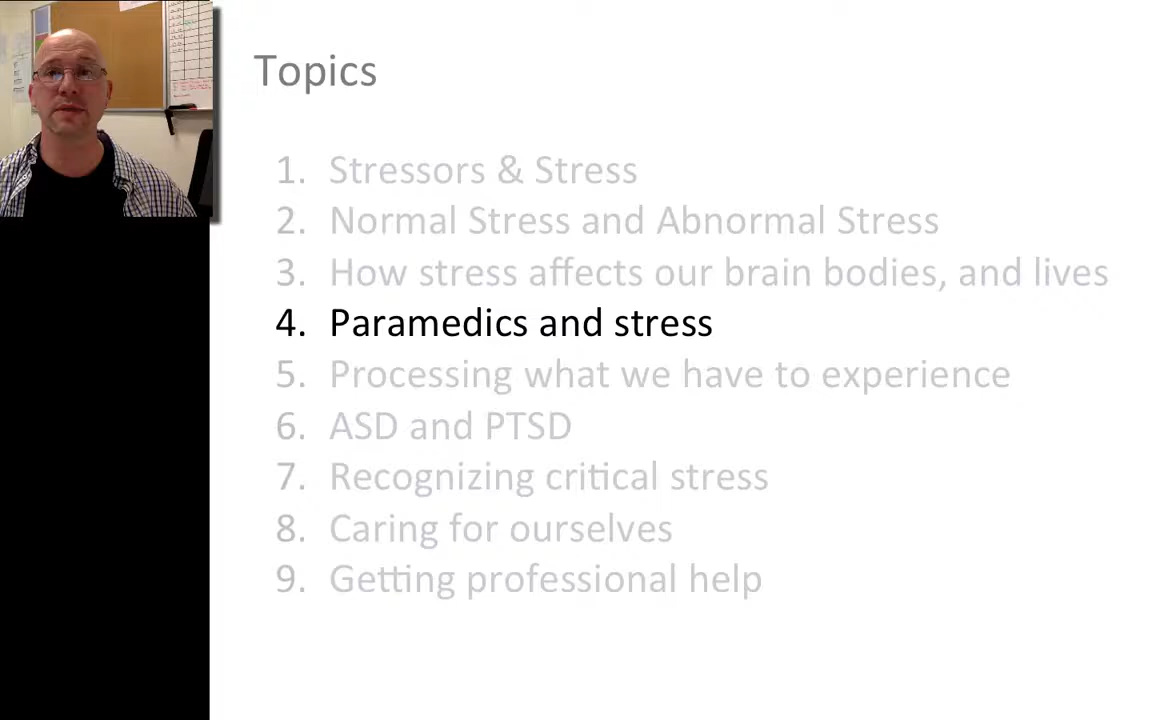 Topics
1. Stressors & Stress
2. Normal Stress and Abnormal Stress
3. How stress affects our brain bodies, and lives
4. Paramedics and stress
5. Processing what we have to experience
6. ASD and PTSD
7. Recognizing critical stress
8. Caring for ourselves
9. Getting professional help